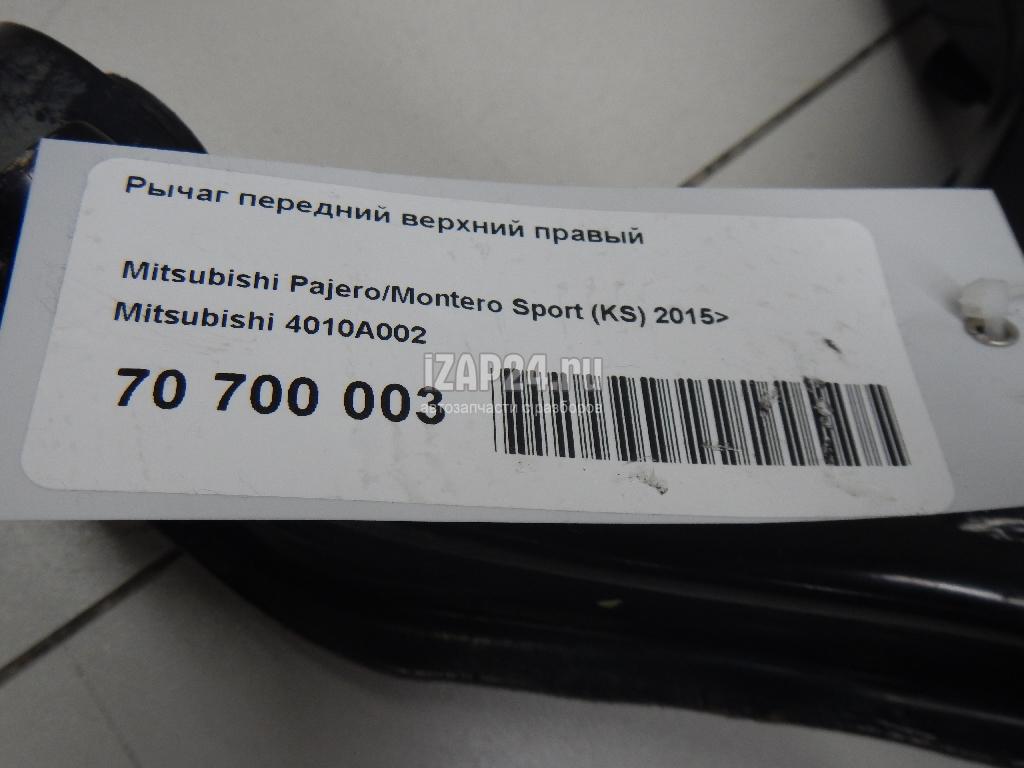 Рычаг передний верхний правый
Mitsubishi Pajero/Montero Sport (KS) 2015>
Mitsubishi 4010A002
70 700 003
iZAP24.ru
автозапчасти с разборов